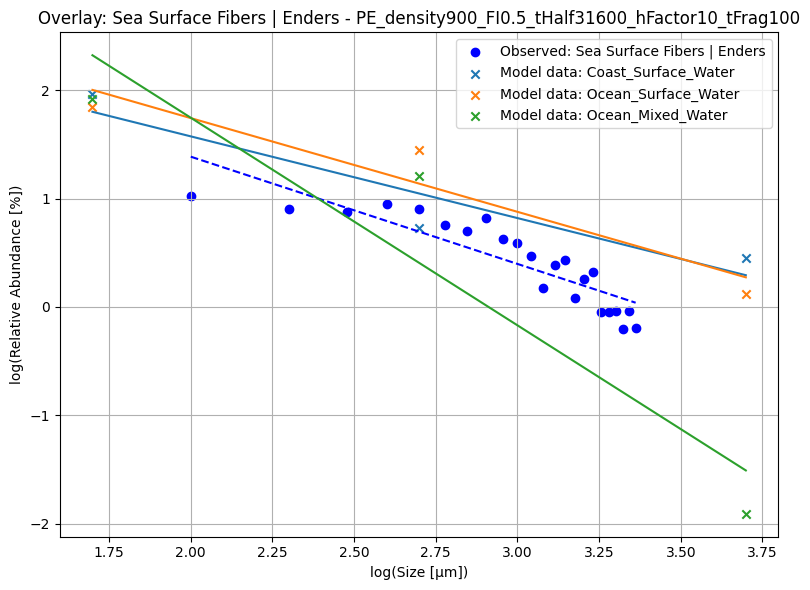 Overlay: Sea Surface Fibers | Enders - PE_density900_FI0.5_tHalf31600_hFactor10_tFrag100
Observed: Sea Surface Fibers | Enders
Model data: Coast_Surface_Water
Model data: Ocean_Surface_Water
Model data: Ocean_Mixed_Water
log(Relative Abundance [%])
2
1
0
−1
−2
1.75
2.00
2.25
2.50
2.75
3.00
3.25
3.50
3.75
log(Size [μm])